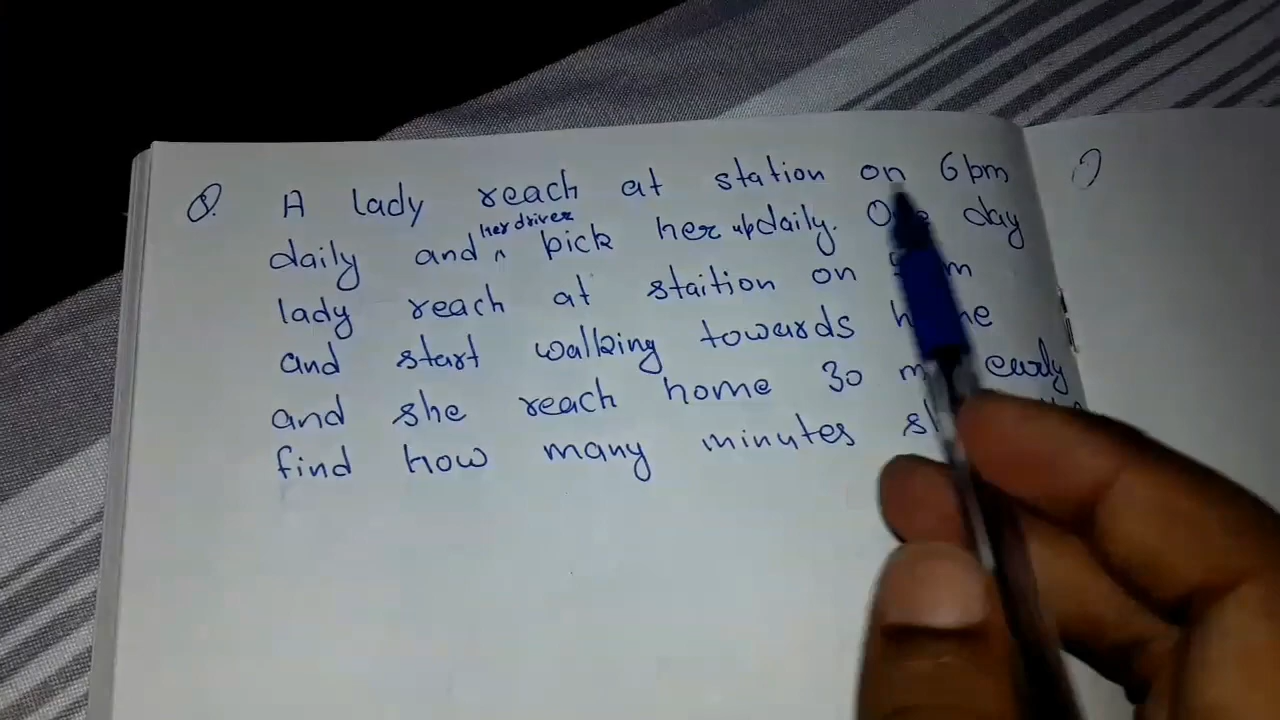 Q. A lady reach at station on 6pm
daily and her driver pick her up daily. One day
lady reach at staition on
and start walking towards home
and she reach home 30 early
find how many minutes